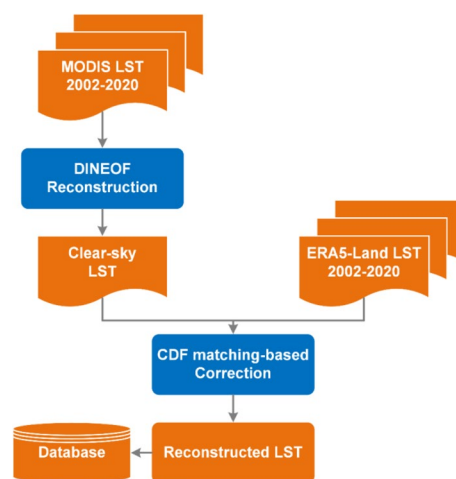 MODIS LST
2002-2020
DINEOF
Reconstruction
Clear-sky
LST
ERA5-Land LST
2002-2020
CDF matching-based
Correction
Database
Reconstructed LST